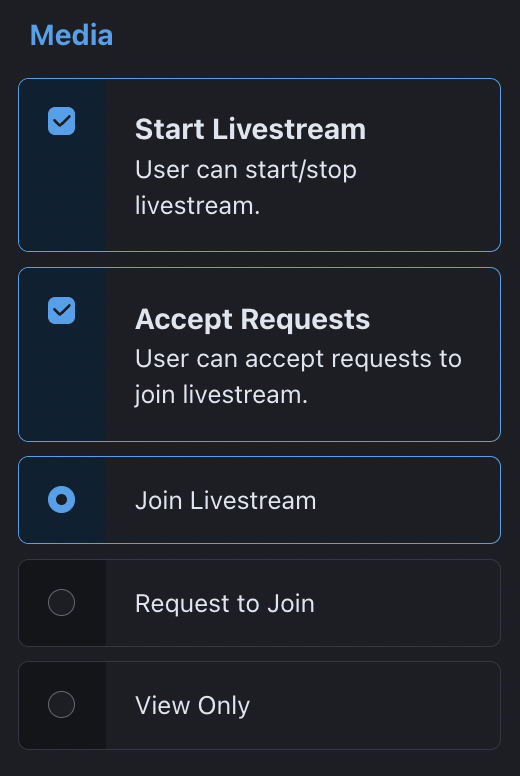 Media
Start Livestream
User can start/stop
livestream.
Accept Requests
User can accept requests to
join livestream.
Join Livestream
Request to Join
View Only